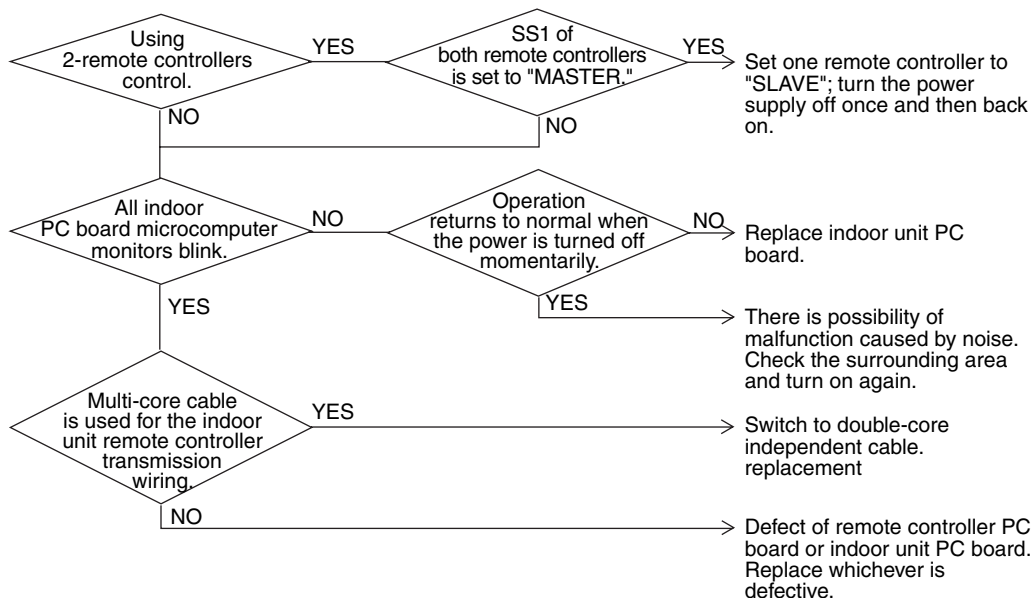 Using
2-remote controllers
control.
YES
SS1 of
both remote controllers
is set to "MASTER."
YES
Set one remote controller to
"SLAVE"; turn the power
supply off once and then back
on.
NO
NO
All indoor
PC board microcomputer
monitors blink.
NO
Operation
returns to normal when
the power is turned off
momentarily.
NO
Replace indoor unit PC
board.
YES
YES
There is possibility of
malfunction caused by noise.
Check the surrounding area
and turn on again.
Multi-core cable
is used for the indoor
unit remote controller
transmission
wiring.
YES
Switch to double-core
independent cable.
replacement
NO
Defect of remote controller PC
board or indoor unit PC board.
Replace whichever is
defective.